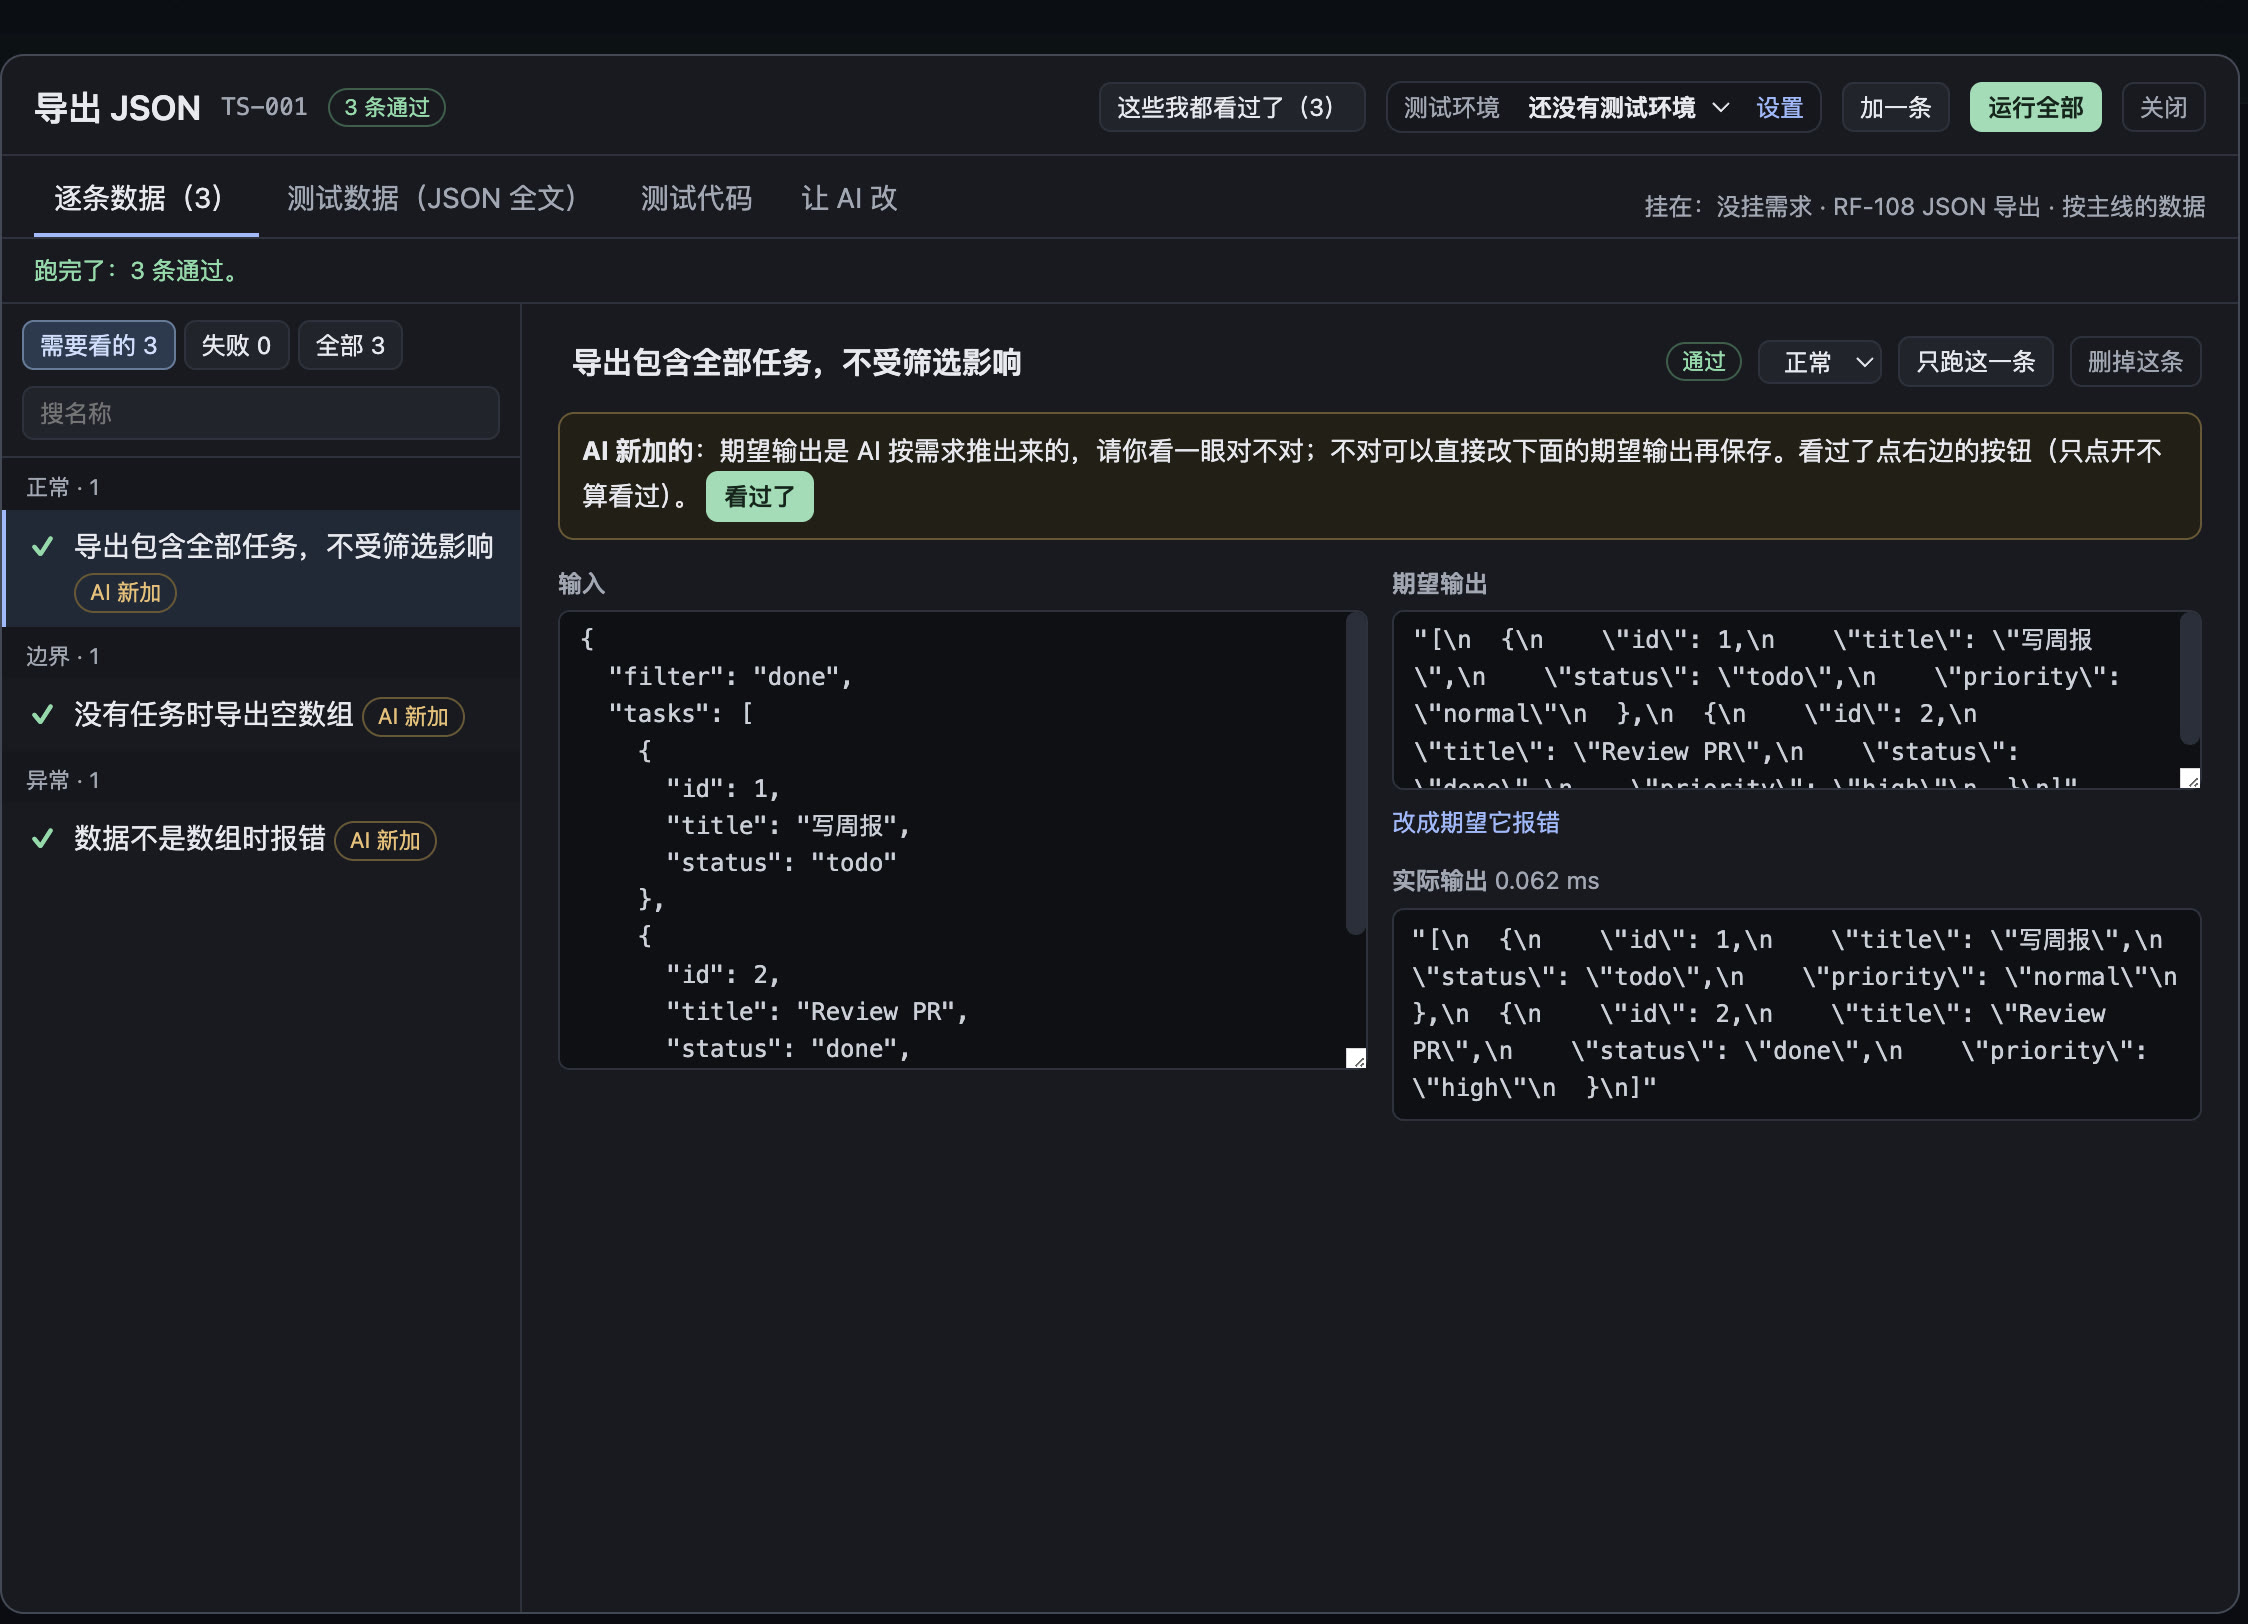 导出 JSON TS-001 3 条通过 这些我都看过了（3） 测试环境 还没有测试环境 设置 加一条 运行全部 关闭
逐条数据（3） 测试数据（JSON 全文） 测试代码 让 AI 改 挂在：没挂需求 · RF-108 JSON 导出 · 按主线的数据
跑完了：3 条通过。
需要看的 3 失败 0 全部 3
搜名称
正常 · 1
导出包含全部任务，不受筛选影响
AI 新加
边界 · 1
没有任务时导出空数组 AI 新加
异常 · 1
数据不是数组时报错 AI 新加
导出包含全部任务，不受筛选影响 通过 正常 只跑这一条 删掉这条
AI 新加的：期望输出是 AI 按需求推出来的，请你看一眼对不对；不对可以直接改下面的期望输出再保存。看过了点右边的按钮（只点开不
算看过）。 看过了
输入
{
  "filter": "done",
  "tasks": [
    {
      "id": 1,
      "title": "写周报",
      "status": "todo"
    },
    {
      "id": 2,
      "title": "Review PR",
      "status": "done",
期望输出
"[\n  {\n    \"id\": 1,\n    \"title\": \"写周报
\",\n    \"status\": \"todo\",\n    \"priority\":
\"normal\"\n  },\n  {\n    \"id\": 2,\n
\"title\": \"Review PR\",\n    \"status\":
\"done\",\n    \"priority\": \"high\"\n  }\n]"
改成期望它报错
实际输出 0.062 ms
"[\n  {\n    \"id\": 1,\n    \"title\": \"写周报\",\n
\"status\": \"todo\",\n    \"priority\": \"normal\"\n
},\n  {\n    \"id\": 2,\n    \"title\": \"Review
PR\",\n    \"status\": \"done\",\n    \"priority\":
\"high\"\n  }\n]"